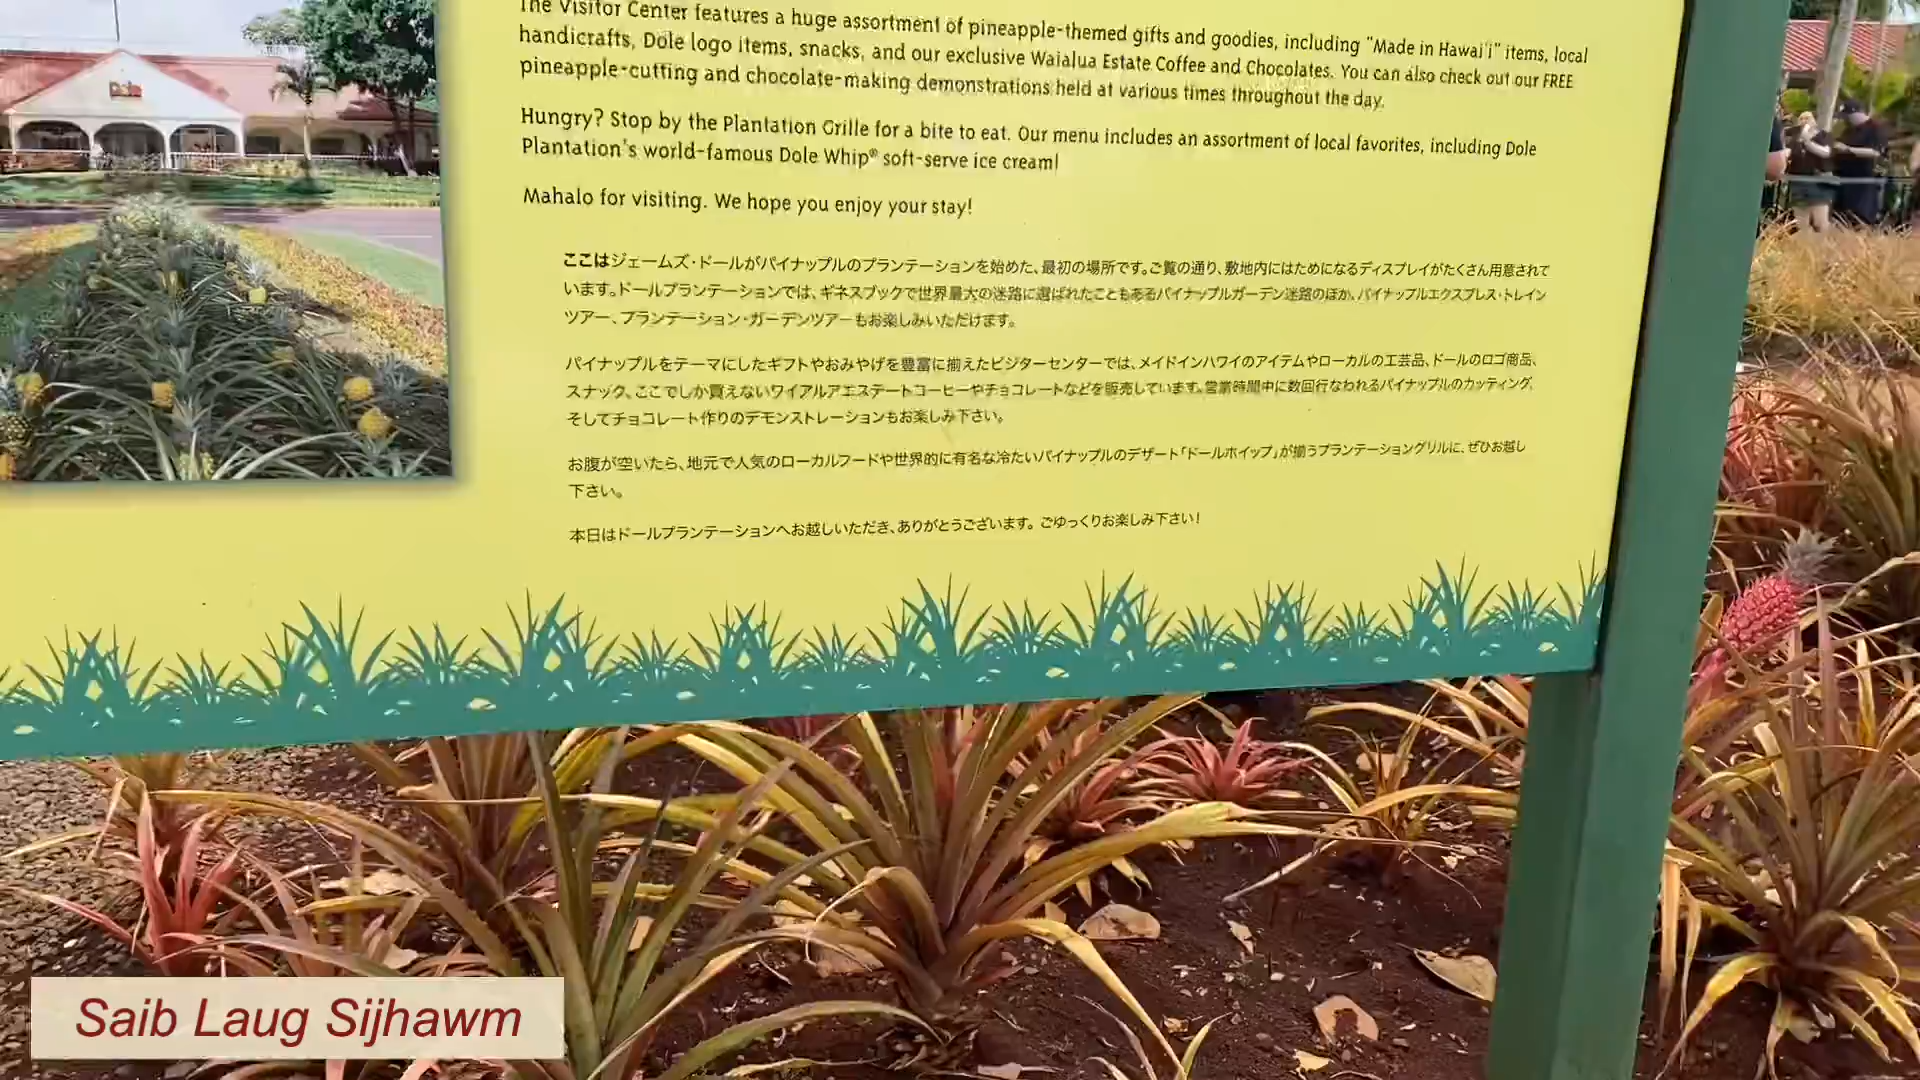 The Visitor Center features a huge assortment of pineapple-themed gifts and goodies, including "Made in Hawai'i" items, local
handicrafts, Dole logo items, snacks, and our exclusive Waialua Estate Coffee and Chocolates. You can also check out our FREE
pineapple-cutting and chocolate-making demonstrations held at various times throughout the day.
Hungry? Stop by the Plantation Grille for a bite to eat. Our menu includes an assortment of local favorites, including Dole
Plantation's world-famous Dole Whip® soft-serve ice cream!
Mahalo for visiting. We hope you enjoy your stay!
ここはジェームズ・ドールがパイナップルのプランテーションを始めた、最初の場所です。ご覧の通り、敷地内にはためになるディスプレイがたくさん用意されて
います。ドールプランテーションでは、ギネスブックで世界最大の迷路に選ばれたこともあるパイナップルガーデン迷路のほか、パイナップルエクスプレス・トレイン
ツアー、プランテーション・ガーデンツアーもお楽しみいただけます。
パイナップルをテーマにしたギフトやおみやげを豊富に揃えたビジターセンターでは、メイドインハワイのアイテムやローカルの工芸品、ドールのロゴ商品、
スナック、ここでしか買えないワイアルアエステートコーヒーやチョコレートなどを販売しています。営業時間中に数回行なわれるパイナップルのカッティング、
そしてチョコレート作りのデモンストレーションもお楽しみ下さい。
お腹が空いたら、地元で人気のローカルフードや世界的に有名な冷たいパイナップルのデザート「ドールホイップ」が揃うプランテーショングリルに、ぜひお越し
下さい。
本日はドールプランテーションへお越しいただき、ありがとうございます。ごゆっくりお楽しみ下さい!
Dole
Saib Laug Sijhawm